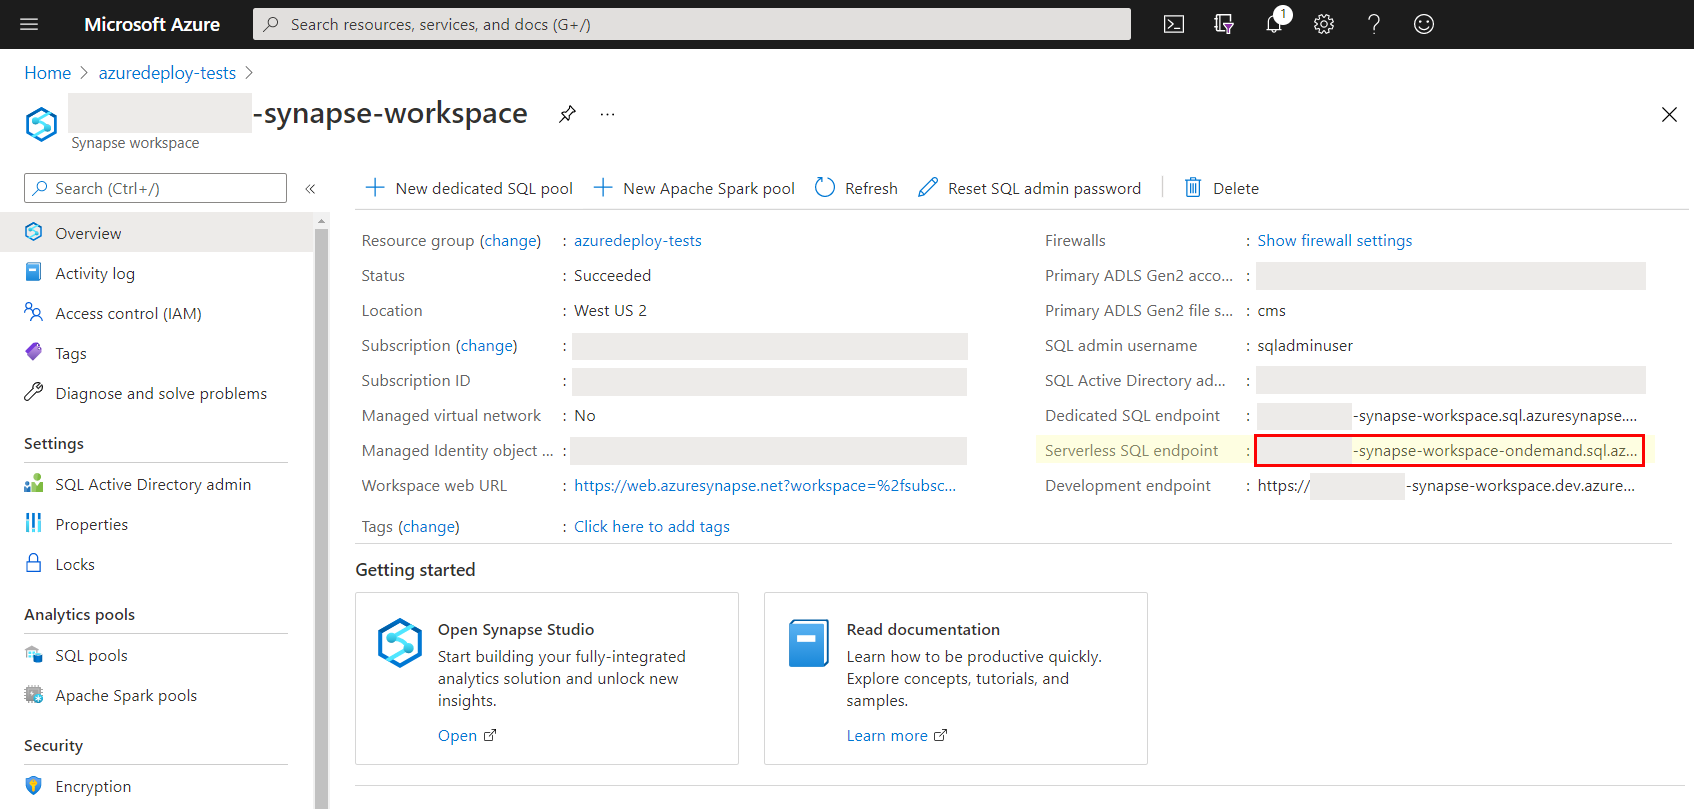 Microsoft Azure
Search resources, services, and docs (G+/)
1
Home > azuredeploy-tests >
-synapse-workspace
Synapse workspace
Search (Ctrl+/)
«
New dedicated SQL pool
New Apache Spark pool
Refresh
Reset SQL admin password
Delete
Overview
Activity log
Access control (IAM)
Tags
Diagnose and solve problems
Settings
SQL Active Directory admin
Properties
Locks
Analytics pools
SQL pools
Apache Spark pools
Security
Encryption
Resource group (change) : azuredeploy-tests
Status : Succeeded
Location : West US 2
Subscription (change) :
Subscription ID :
Managed virtual network : No
Managed Identity object ... :
Workspace web URL : https://web.azuresynapse.net?workspace=%2fsubsc...
Tags (change) : Click here to add tags
Firewalls : Show firewall settings
Primary ADLS Gen2 acco... :
Primary ADLS Gen2 file s... : cms
SQL admin username : sqladminuser
SQL Active Directory ad... :
Dedicated SQL endpoint : -synapse-workspace.sql.azuresynapse....
Serverless SQL endpoint : -synapse-workspace-ondemand.sql.az...
Development endpoint : https:// -synapse-workspace.dev.azure...
Getting started
Open Synapse Studio
Start building your fully-integrated
analytics solution and unlock new
insights.
Open
Read documentation
Learn how to be productive quickly.
Explore concepts, tutorials, and
samples.
Learn more